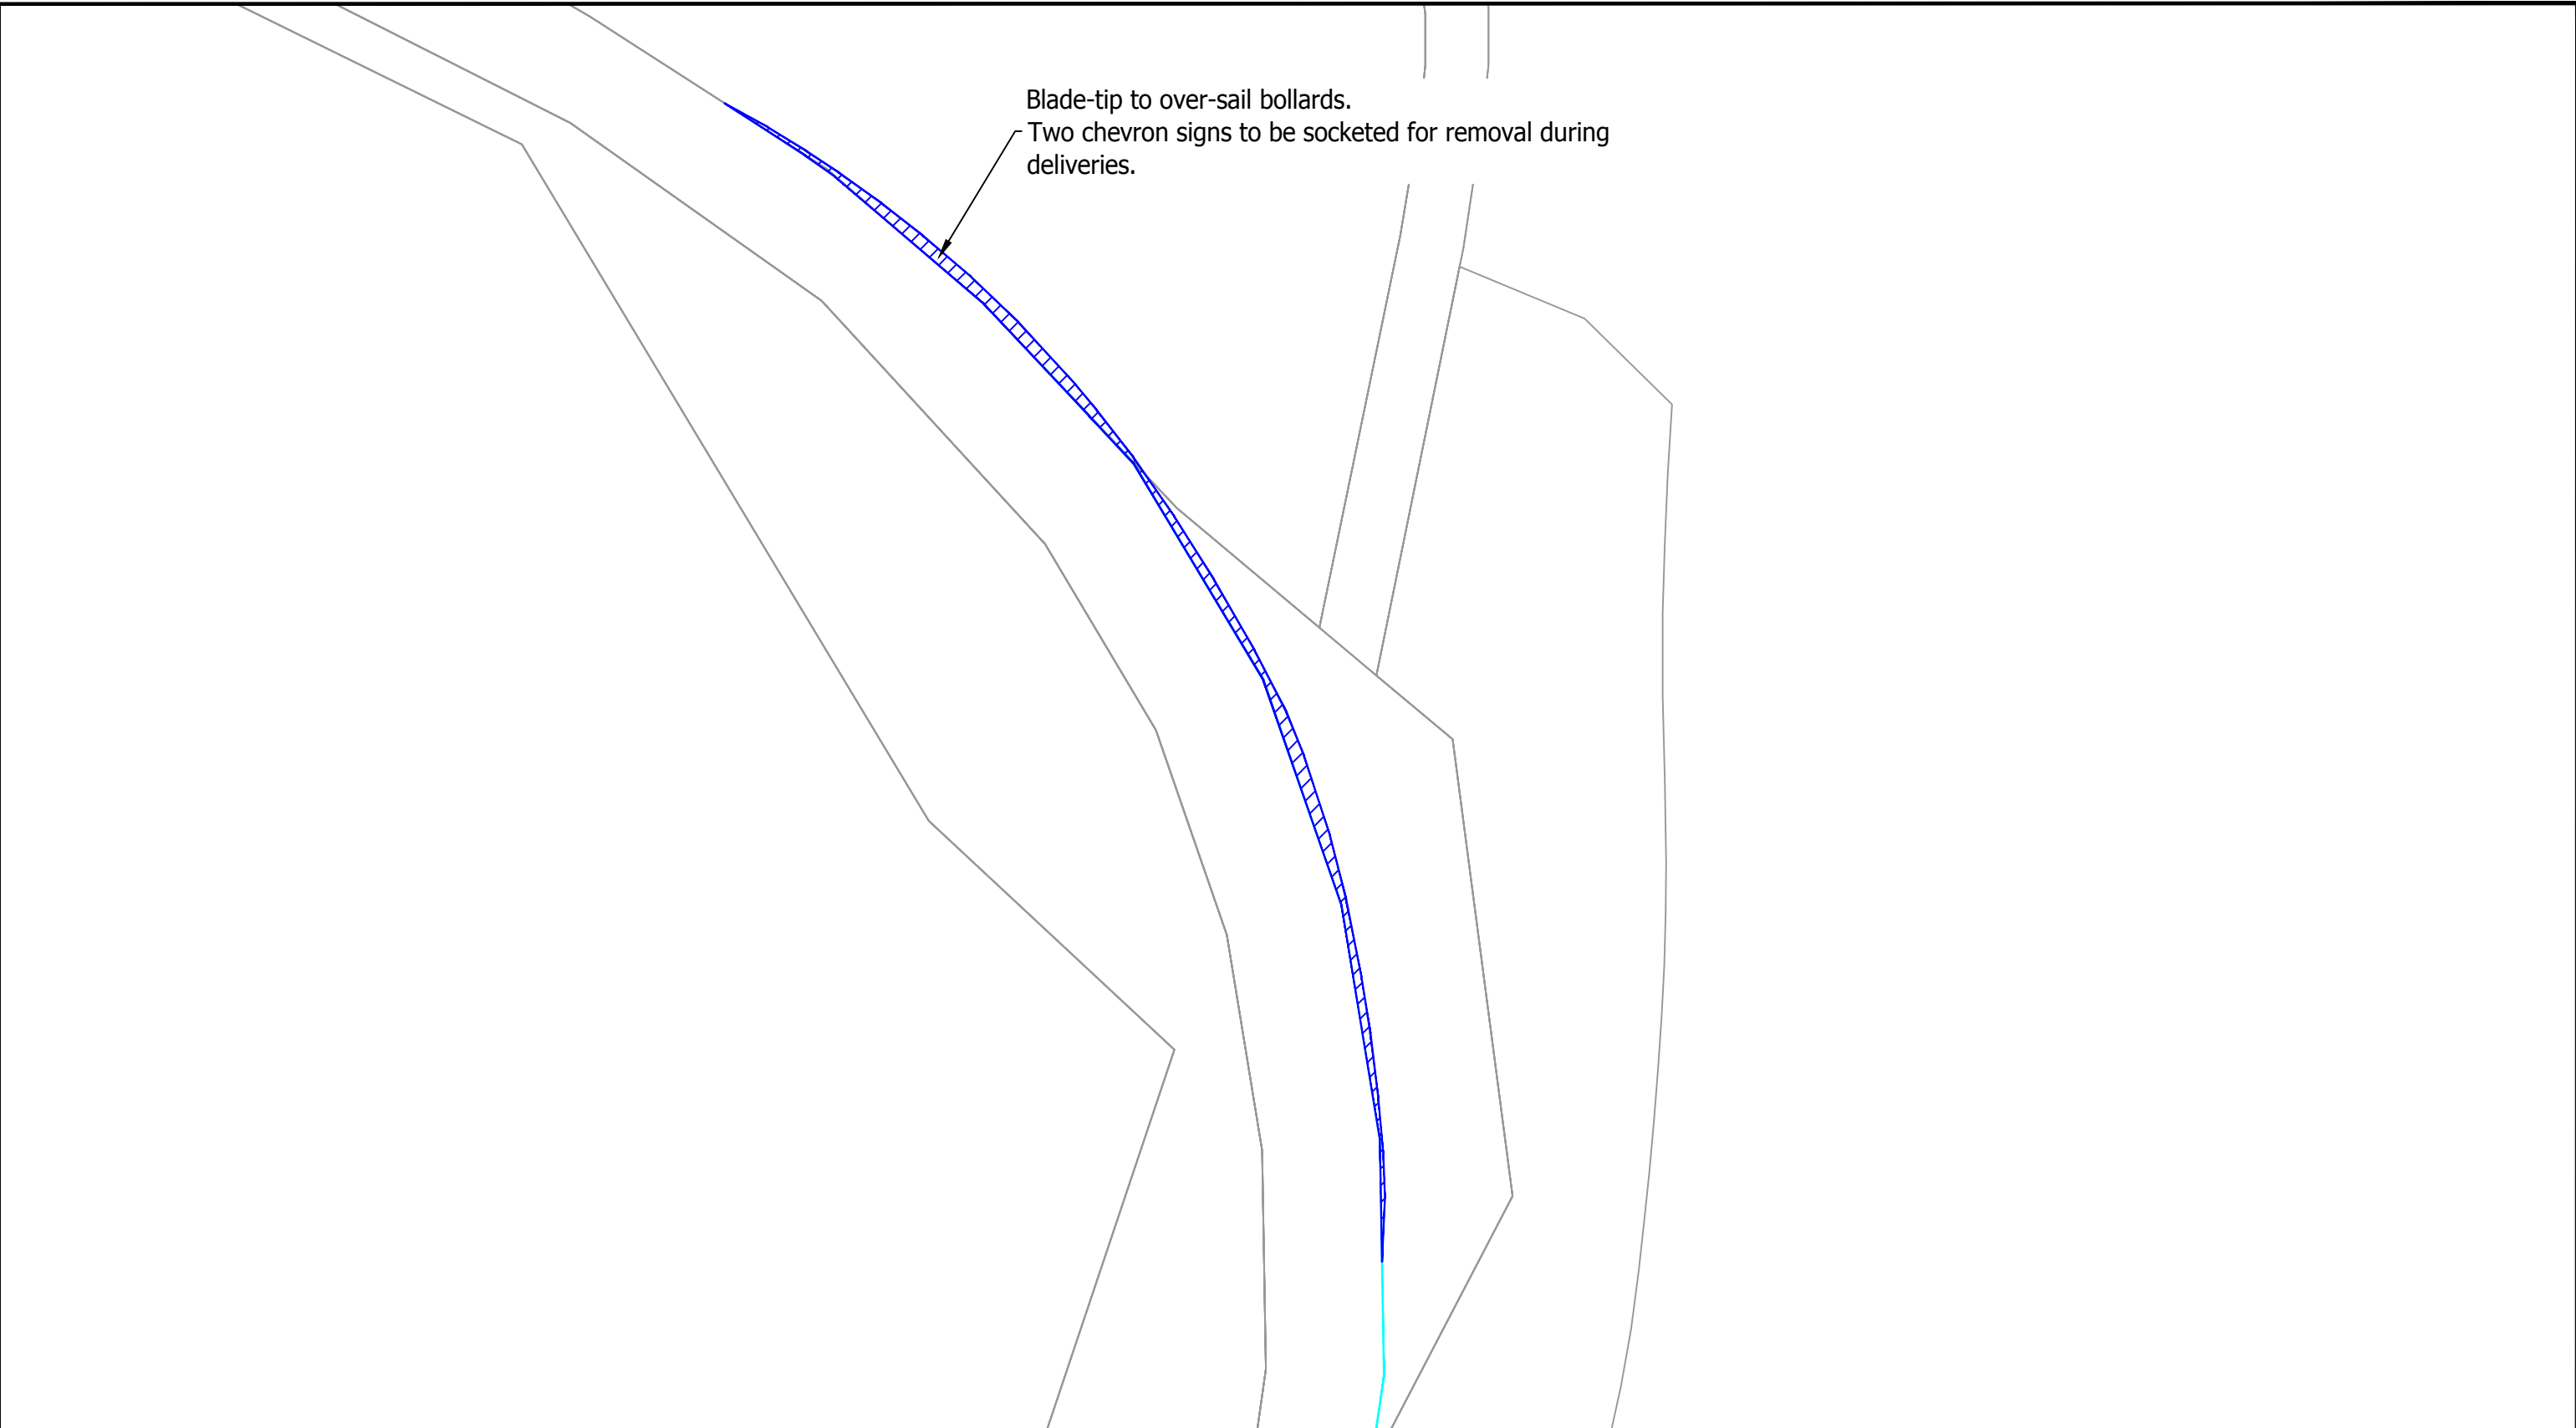 Blade-tip to over-sail bollards.
Two chevron signs to be socketed for removal during
deliveries.